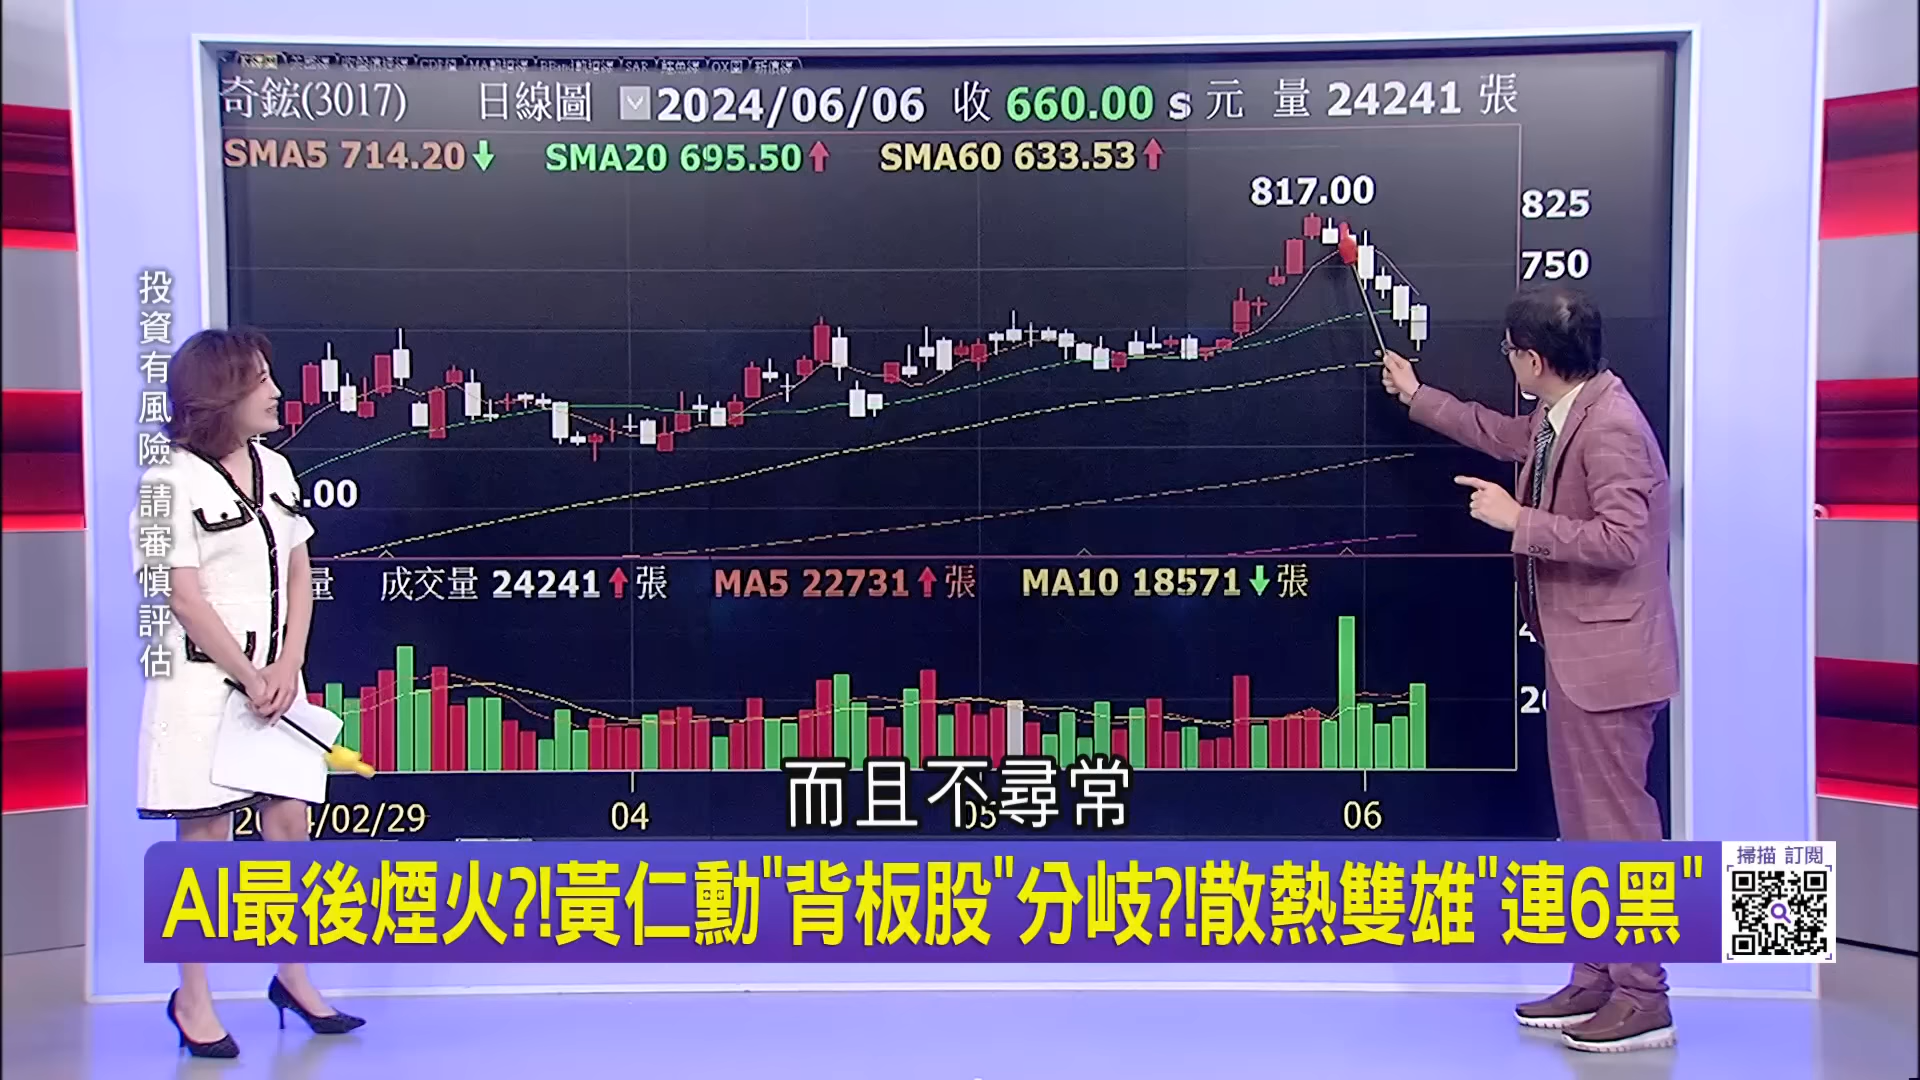 奇鋐(3017) 日線圖 2024/06/06 收 660.00 s 元 量 24241 張
SMA5 714.20↓ SMA20 695.50↑ SMA60 633.53↑
817.00
825
750
.00
量 成交量 24241↑張 MA5 22731↑張 MA10 18571↓張
04
05
06
/02/29
投資有風險 請審慎評估
而且不尋常
AI最後煙火?!黃仁勳"背板股"分岐?!散熱雙雄"連6黑"
掃描 訂閱